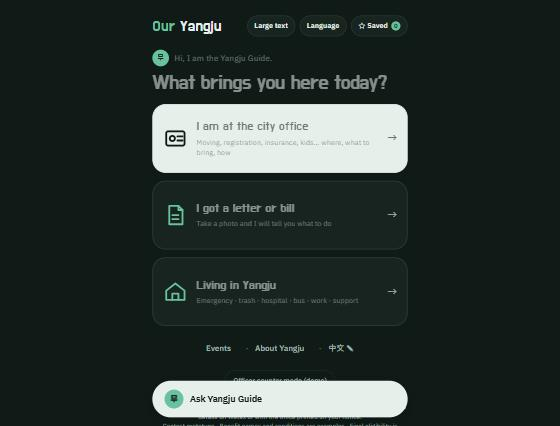 Our Yangju
Large text
Language
☆ Saved 0
Hi, I am the Yangju Guide.
What brings you here today?
I am at the city office
Moving, registration, insurance, kids... where, what to
bring, how
→
I got a letter or bill
Take a photo and I will tell you what to do
→
Living in Yangju
Emergency · trash · hospital · bus · work · support
→
Events · About Yangju · 中文
Officer counter mode (demo)
Ask Yangju Guide